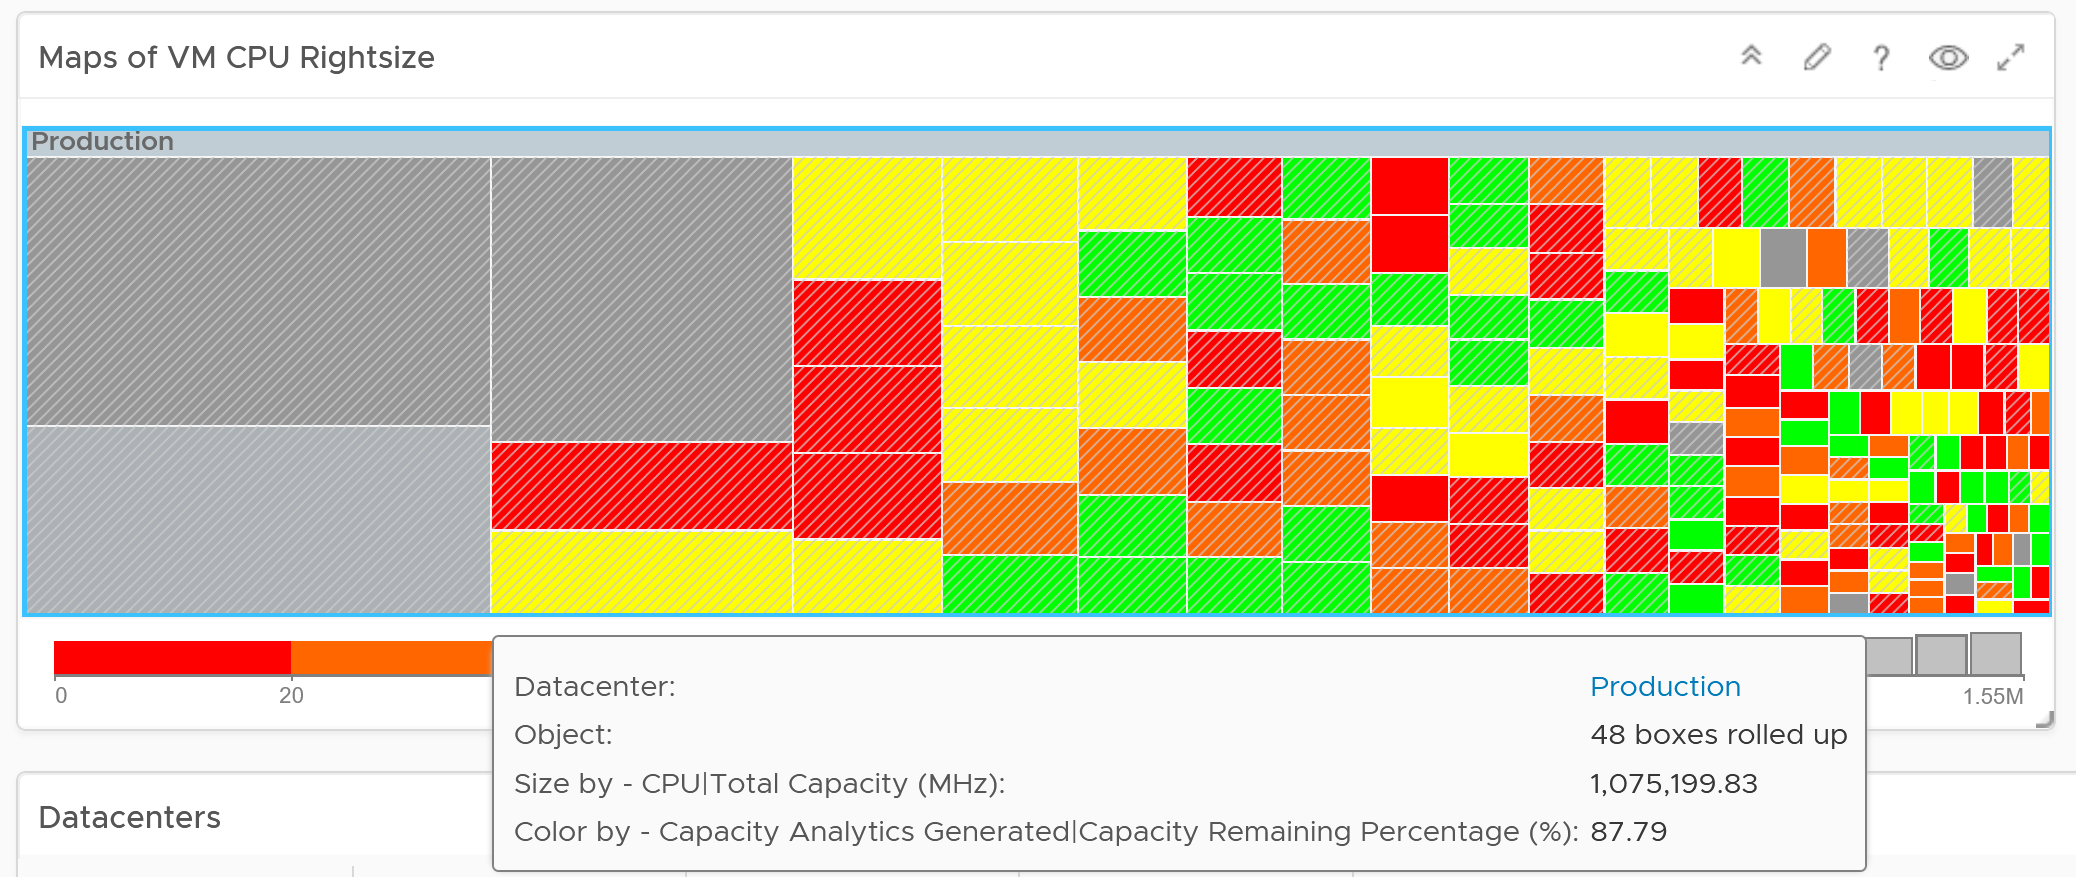 Maps of VM CPU Rightsize
?
Production
0
20
1.55M
Datacenter: Production
Object: 48 boxes rolled up
Size by - CPU|Total Capacity (MHz): 1,075,199.83
Color by - Capacity Analytics Generated|Capacity Remaining Percentage (%): 87.79
Datacenters